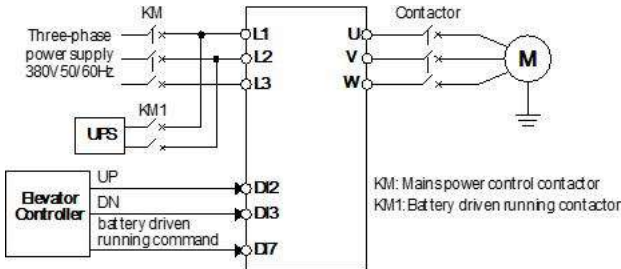 KM
Three-phase
power supply
380V 50/60Hz
L1
L2
L3
KM1
UPS
Contactor
U
V
W
M
Elevator
Controller
UP
DN
battery driven
running command
DI2
DI3
DI7
KM: Mains power control contactor
KM1: Battery driven running contactor